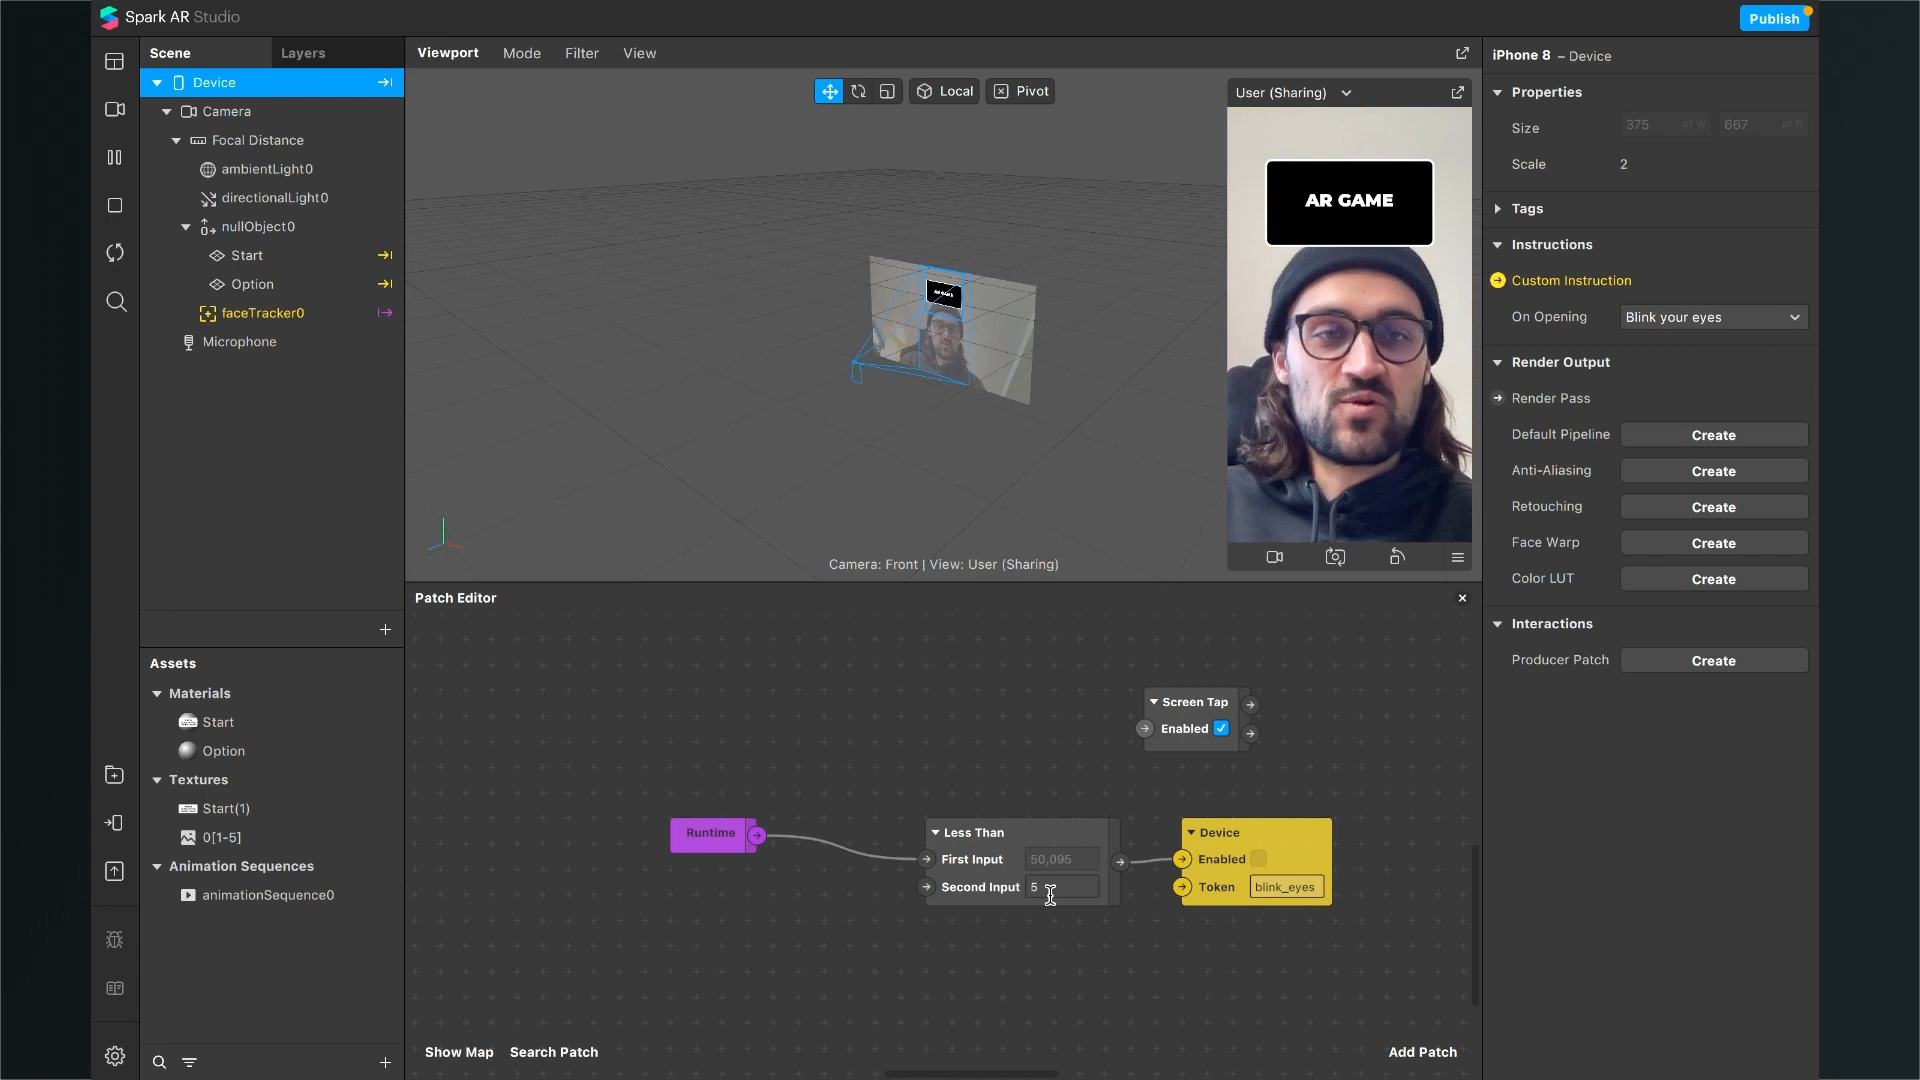 Spark AR Studio
Publish
Scene
Layers
Device
Camera
Focal Distance
ambientLight0
directionalLight0
nullObject0
Start
Option
faceTracker0
Microphone
Assets
Materials
Start
Option
Textures
Start(1)
0[1-5]
Animation Sequences
animationSequence0
Viewport Mode Filter View
Local
Pivot
User (Sharing)
AR GAME
AR GAME
Camera: Front | View: User (Sharing)
Patch Editor
Screen Tap
Enabled
Runtime
Less Than
First Input 50,095
Second Input 5
Device
Enabled
Token blink_eyes
Show Map Search Patch
Add Patch
iPhone 8 – Device
Properties
Size 375 pt W 667 pt H
Scale 2
Tags
Instructions
Custom Instruction
On Opening Blink your eyes
Render Output
Render Pass
Default Pipeline Create
Anti-Aliasing Create
Retouching Create
Face Warp Create
Color LUT Create
Interactions
Producer Patch Create